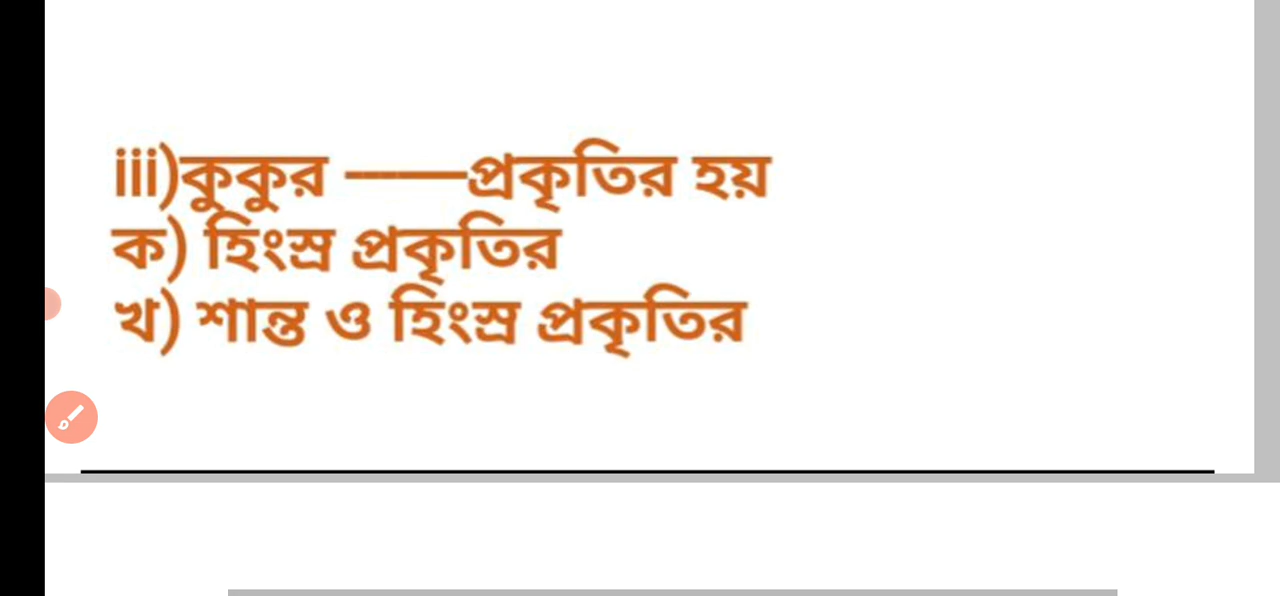 iii)কুকুর ——প্রকৃতির হয়
ক) হিংস্র প্রকৃতির
খ) শান্ত ও হিংস্র প্রকৃতির